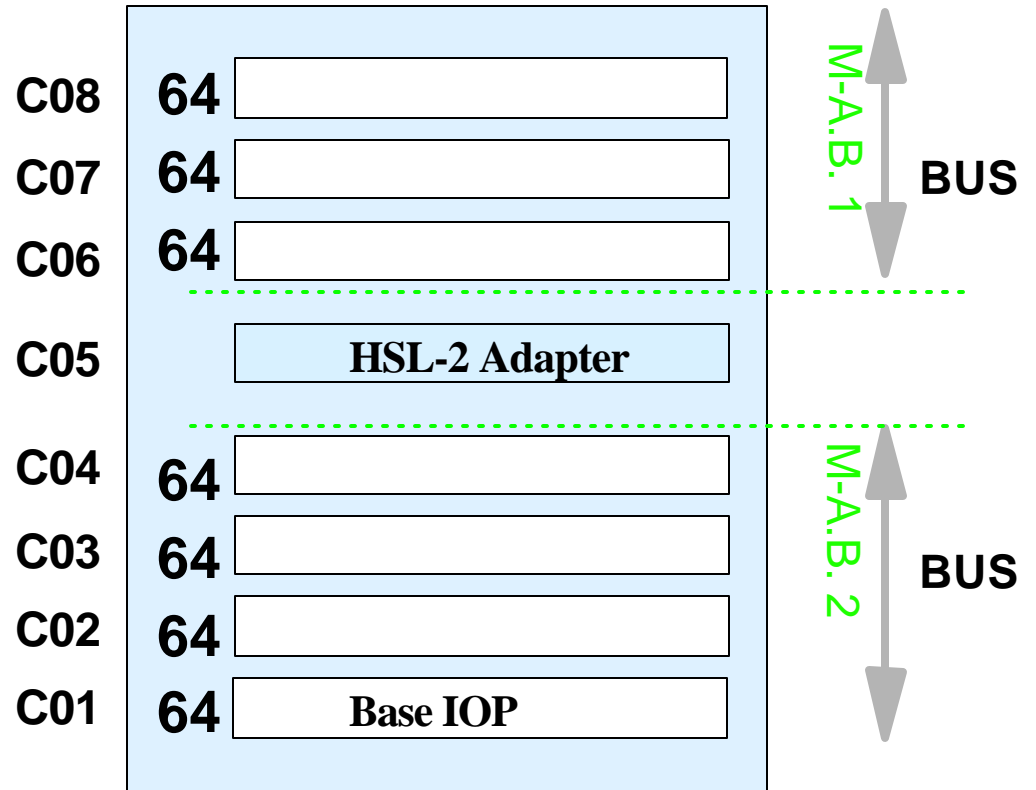 C08 64
M-A.B. 1
C07 64
BUS
C06 64
C05 HSL-2 Adapter
C04 64
M-A.B. 2
C03 64
BUS
C02 64
C01 64 Base IOP